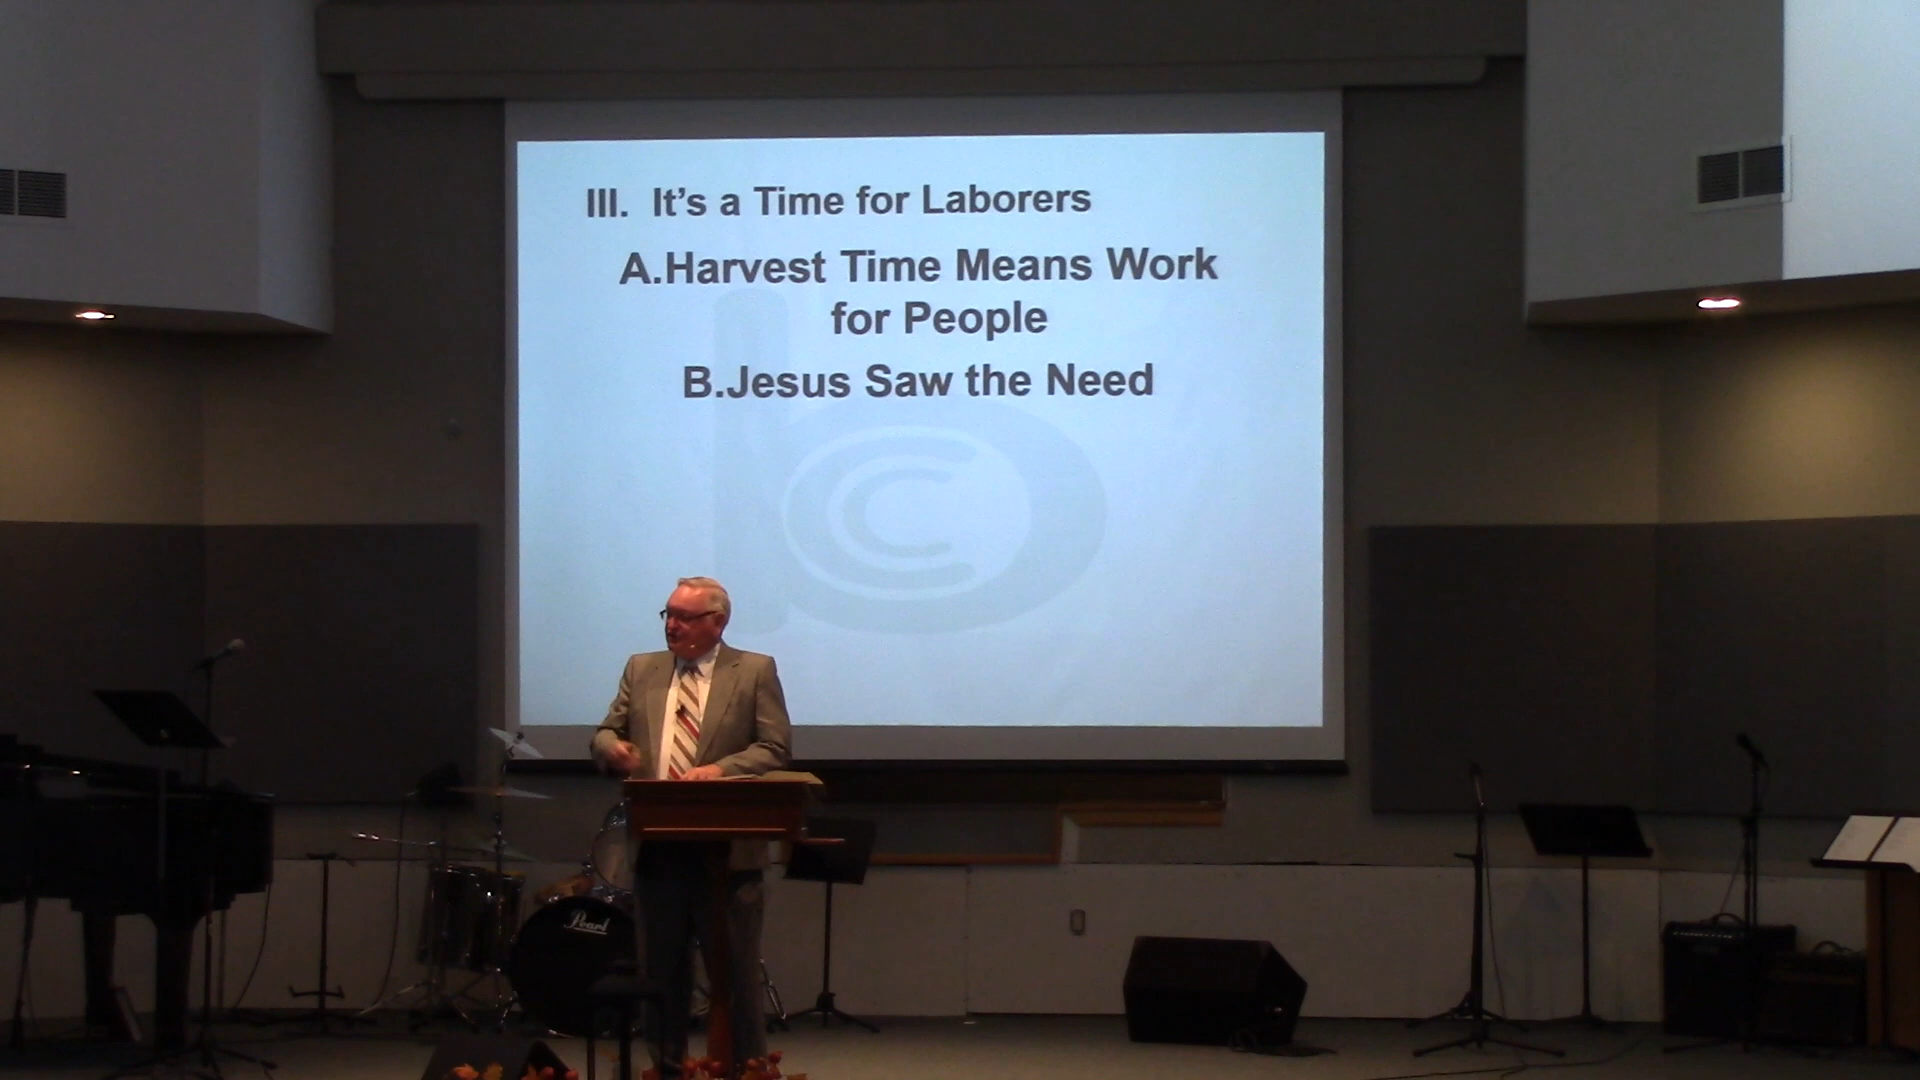 III. It's a Time for Laborers
A.Harvest Time Means Work
for People
B.Jesus Saw the Need
Pearl